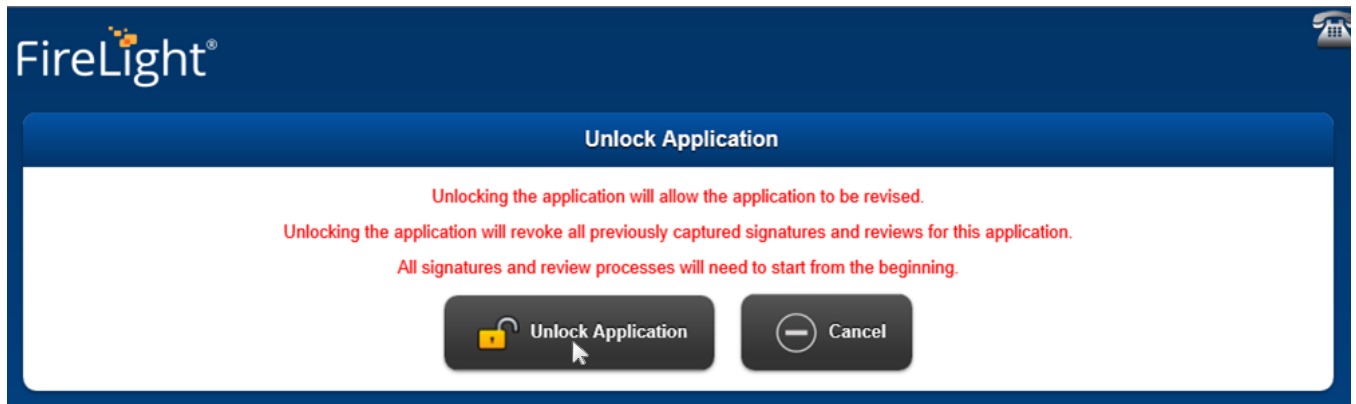 FireLight®
Unlock Application
Unlocking the application will allow the application to be revised.
Unlocking the application will revoke all previously captured signatures and reviews for this application.
All signatures and review processes will need to start from the beginning.
Unlock Application
Cancel